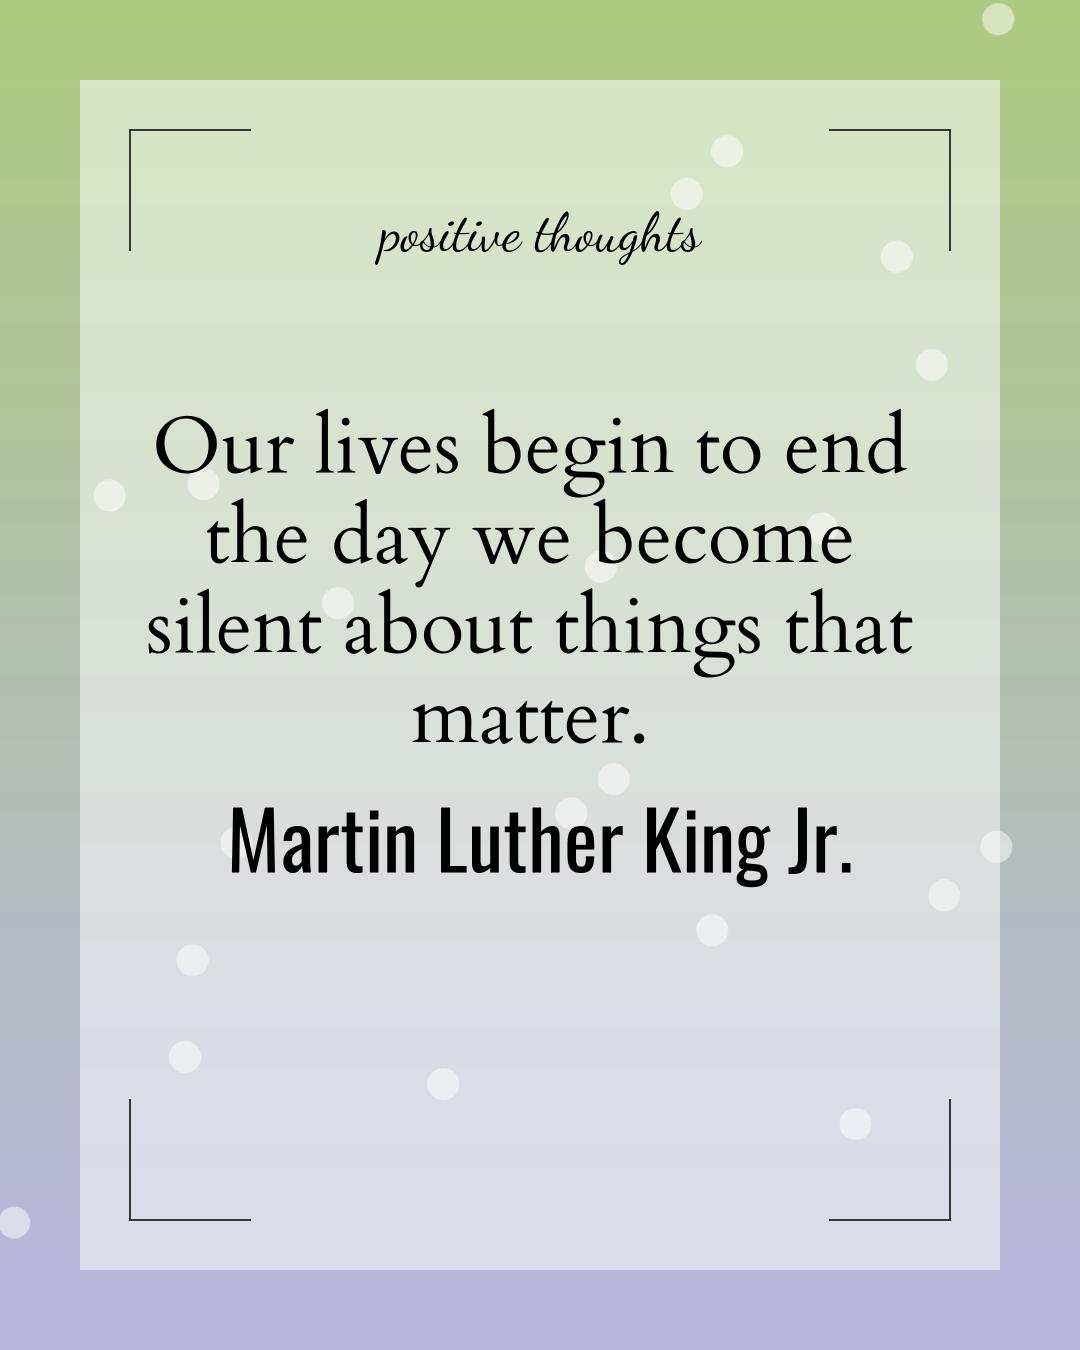 positive thoughts
Our lives begin to end
the day we become
silent about things that
matter.
Martin Luther King Jr.